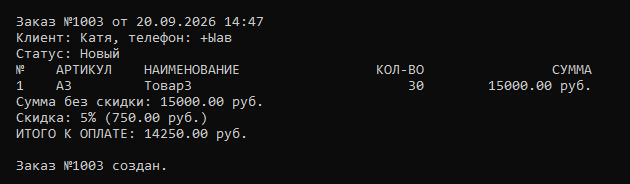 Заказ №1003 от 20.09.2026 14:47
Клиент: Катя, телефон: +Ыав
Статус: Новый
№ АРТИКУЛ НАИМЕНОВАНИЕ КОЛ-ВО СУММА
1 А3 Товар3 30 15000.00 руб.
Сумма без скидки: 15000.00 руб.
Скидка: 5% (750.00 руб.)
ИТОГО К ОПЛАТЕ: 14250.00 руб.
Заказ №1003 создан.